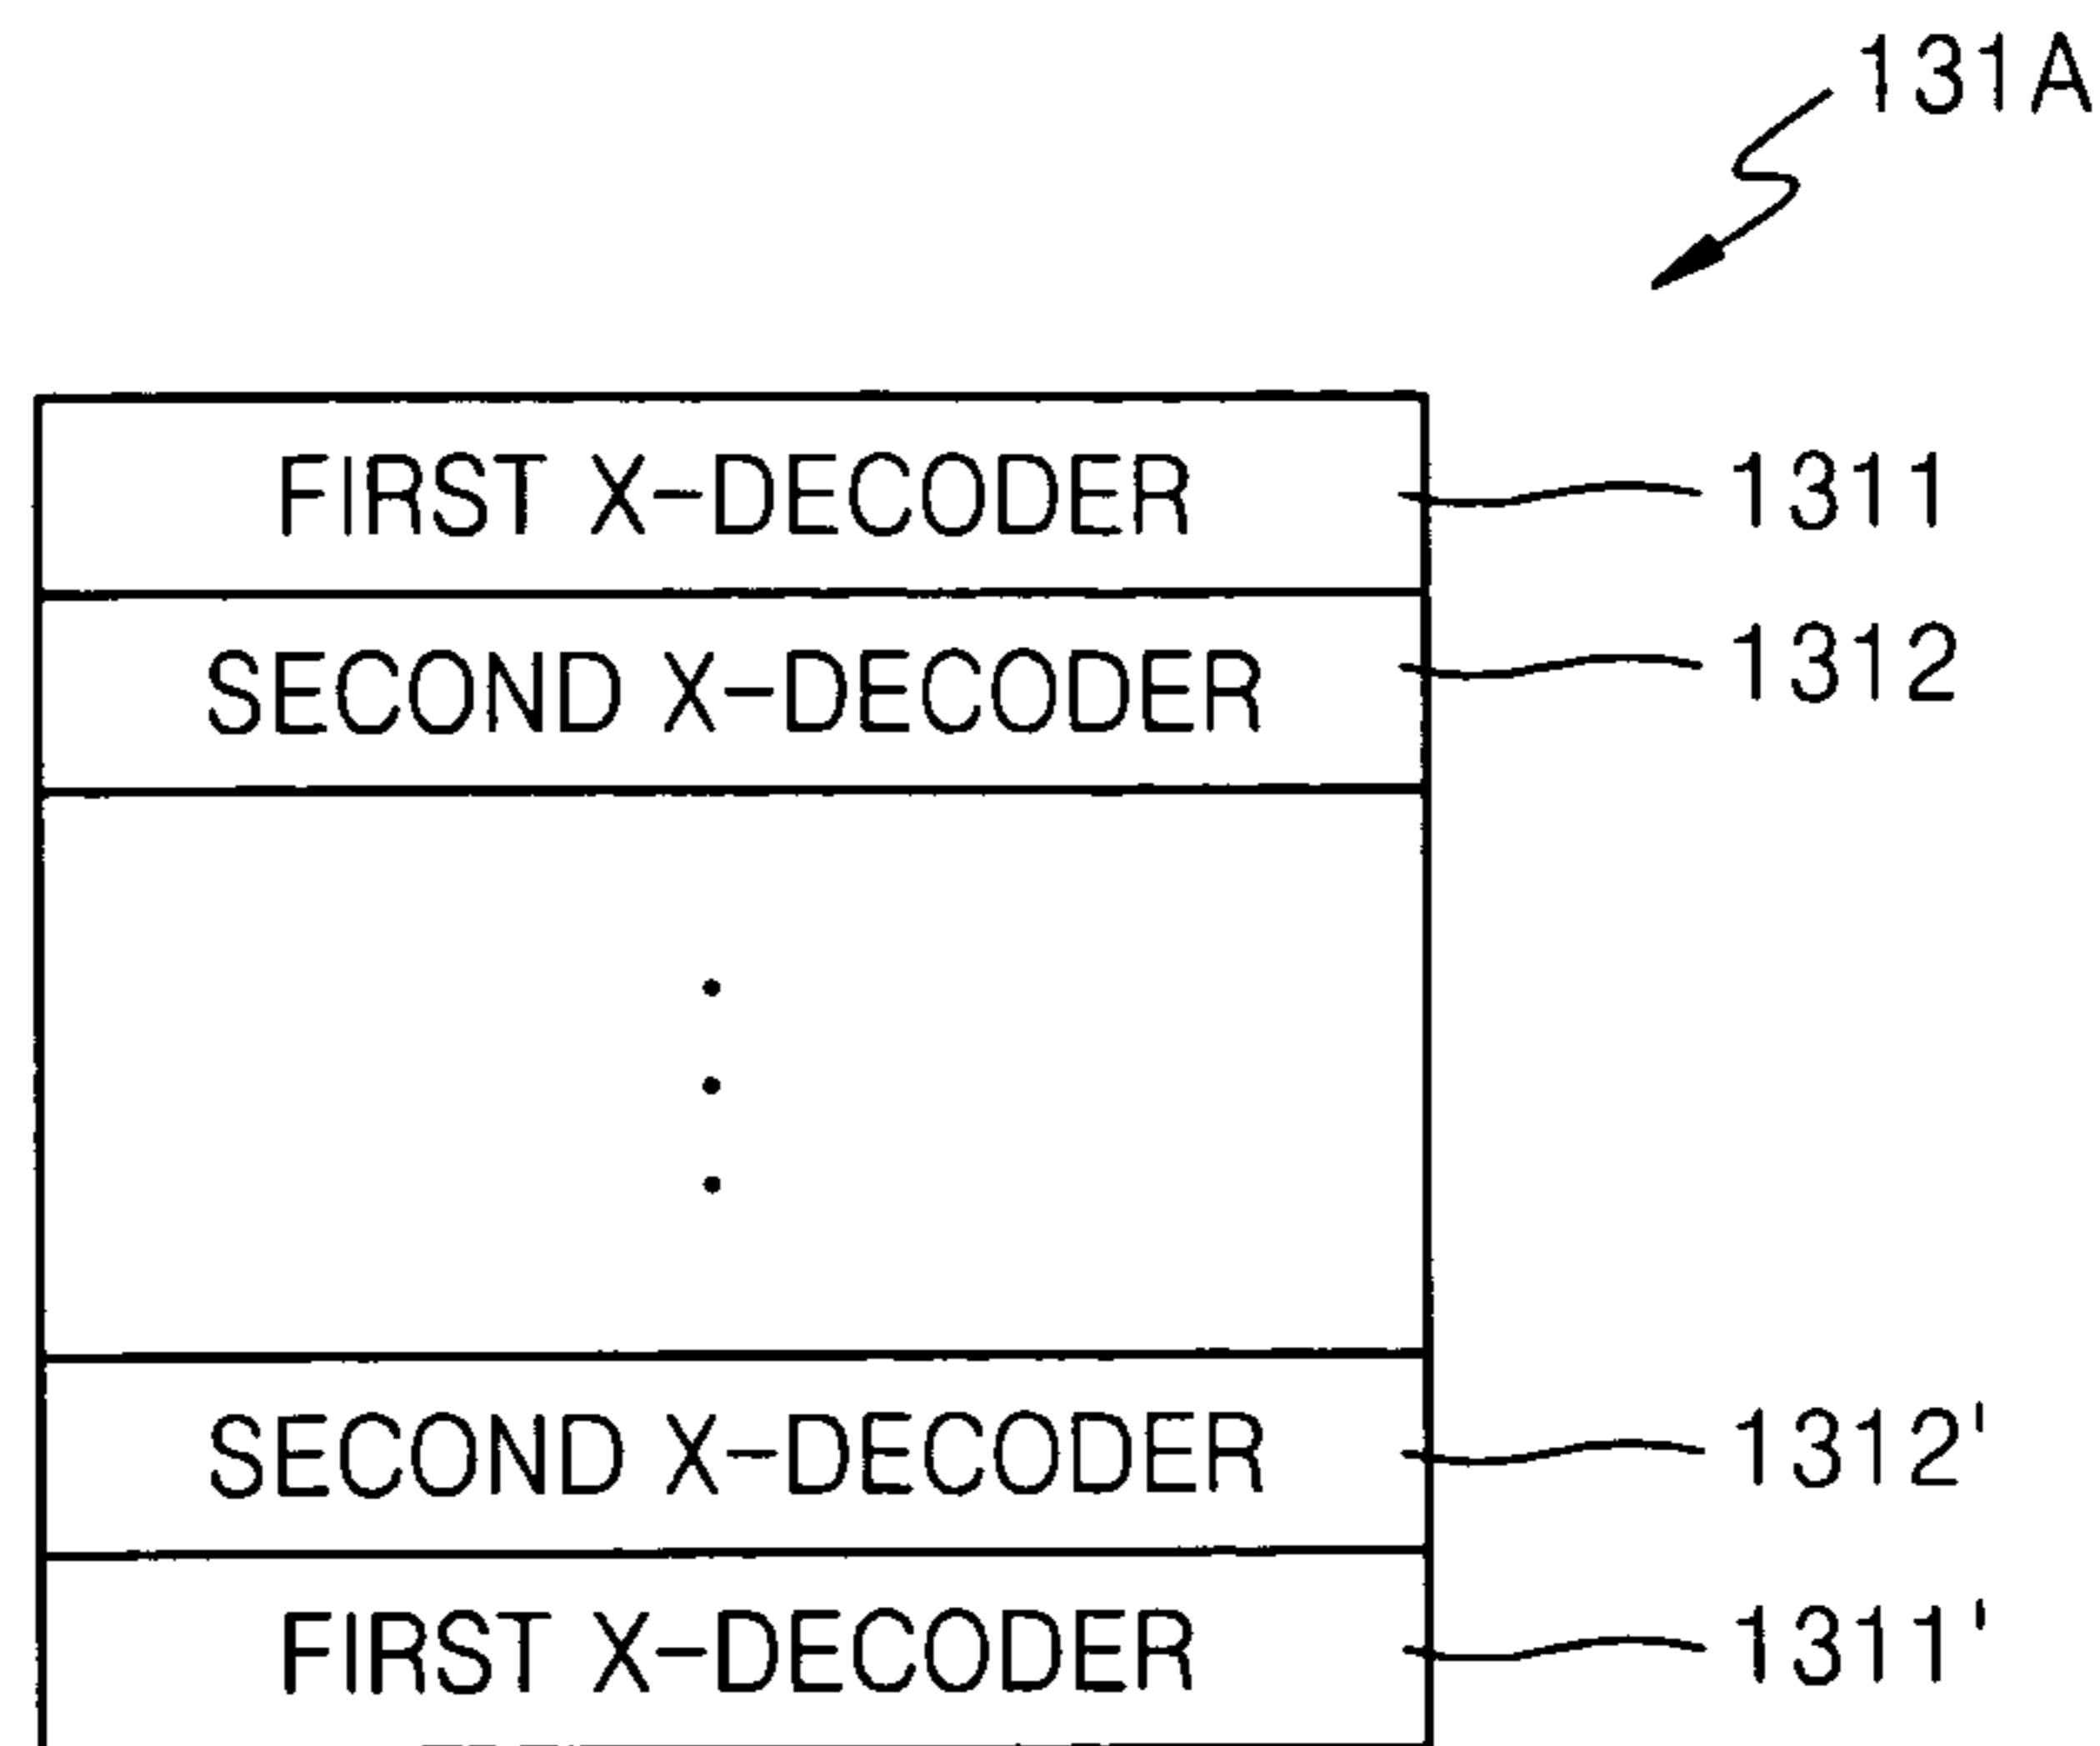 131A
FIRST X-DECODER 1311
SECOND X-DECODER 1312
SECOND X-DECODER 1312'
FIRST X-DECODER 1311'